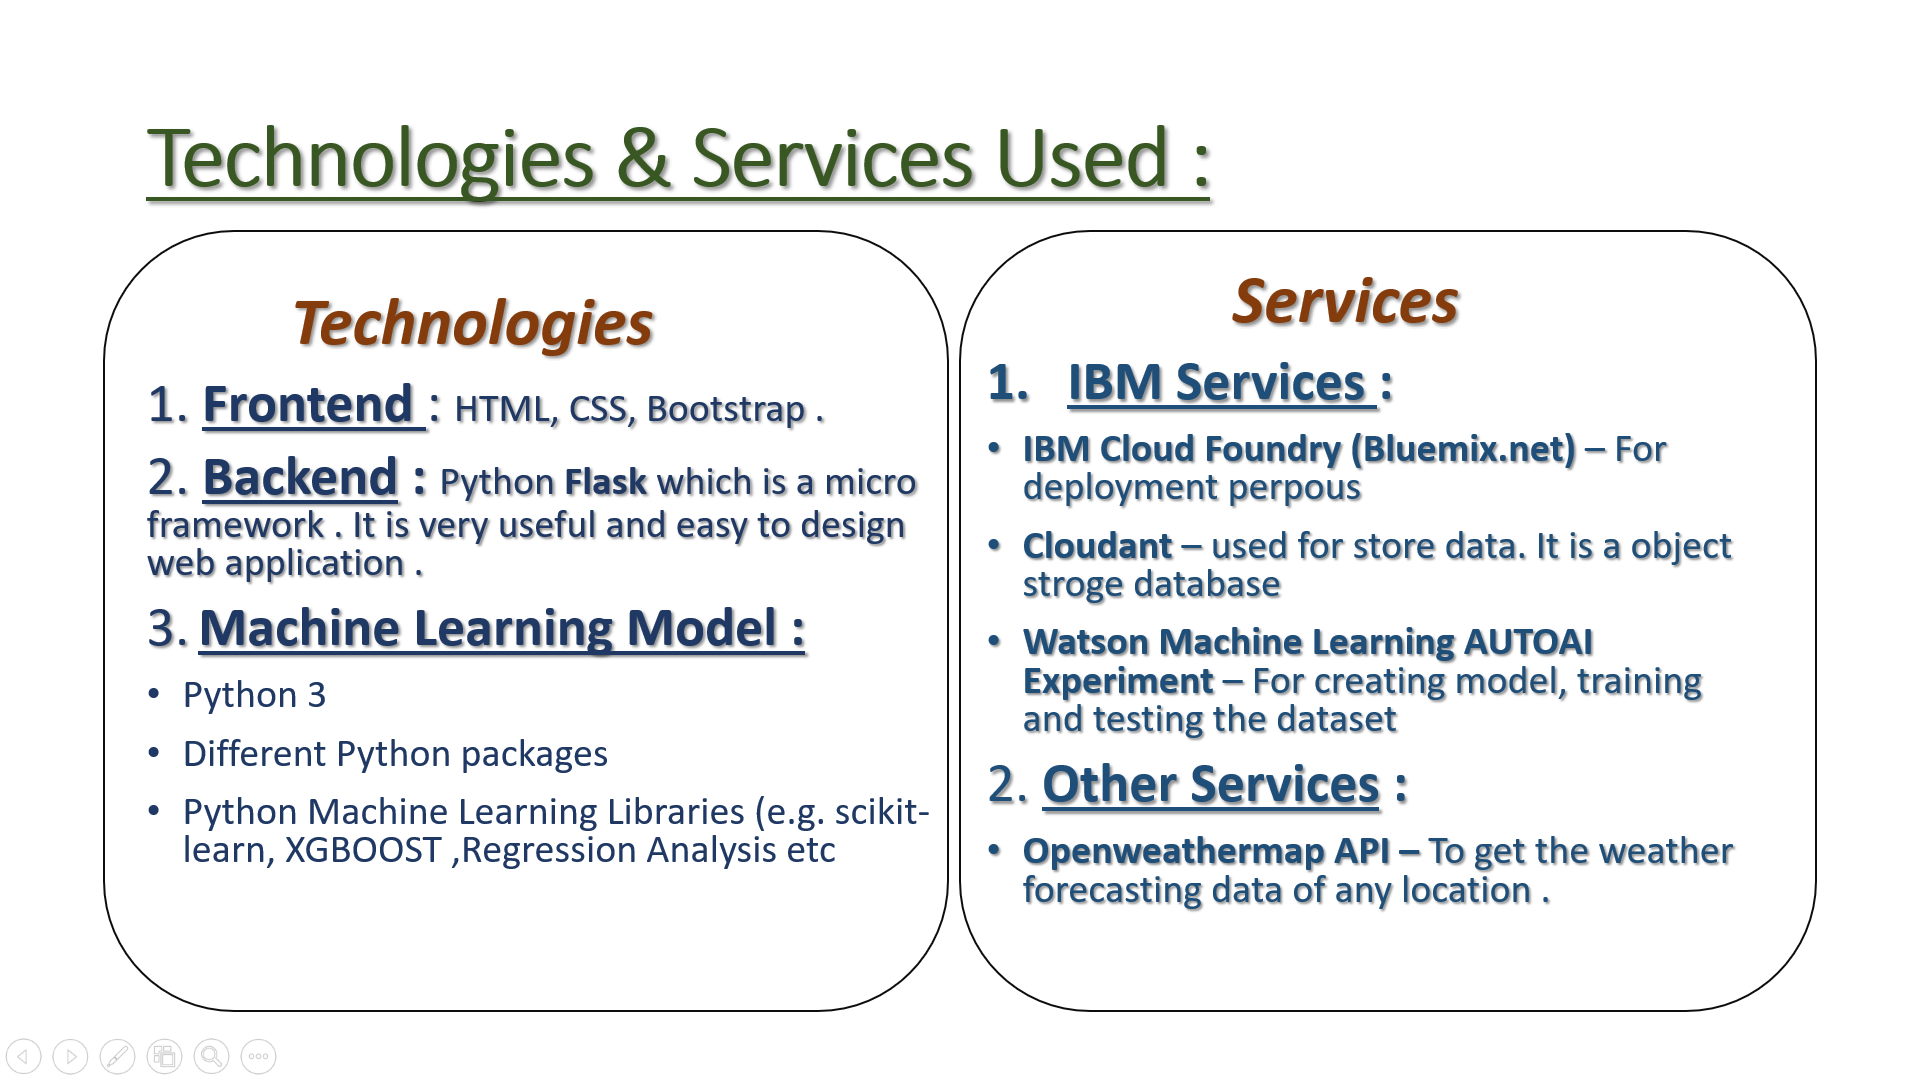 Technologies & Services Used :
Technologies
1. Frontend : HTML, CSS, Bootstrap .
2. Backend : Python Flask which is a micro
framework . It is very useful and easy to design
web application .
3. Machine Learning Model :
• Python 3
• Different Python packages
• Python Machine Learning Libraries (e.g. scikit-
learn, XGBOOST ,Regression Analysis etc
Services
1. IBM Services :
• IBM Cloud Foundry (Bluemix.net) – For
deployment perpous
• Cloudant – used for store data. It is a object
stroge database
• Watson Machine Learning AUTOAI
Experiment – For creating model, training
and testing the dataset
2. Other Services :
• Openweathermap API – To get the weather
forecasting data of any location .